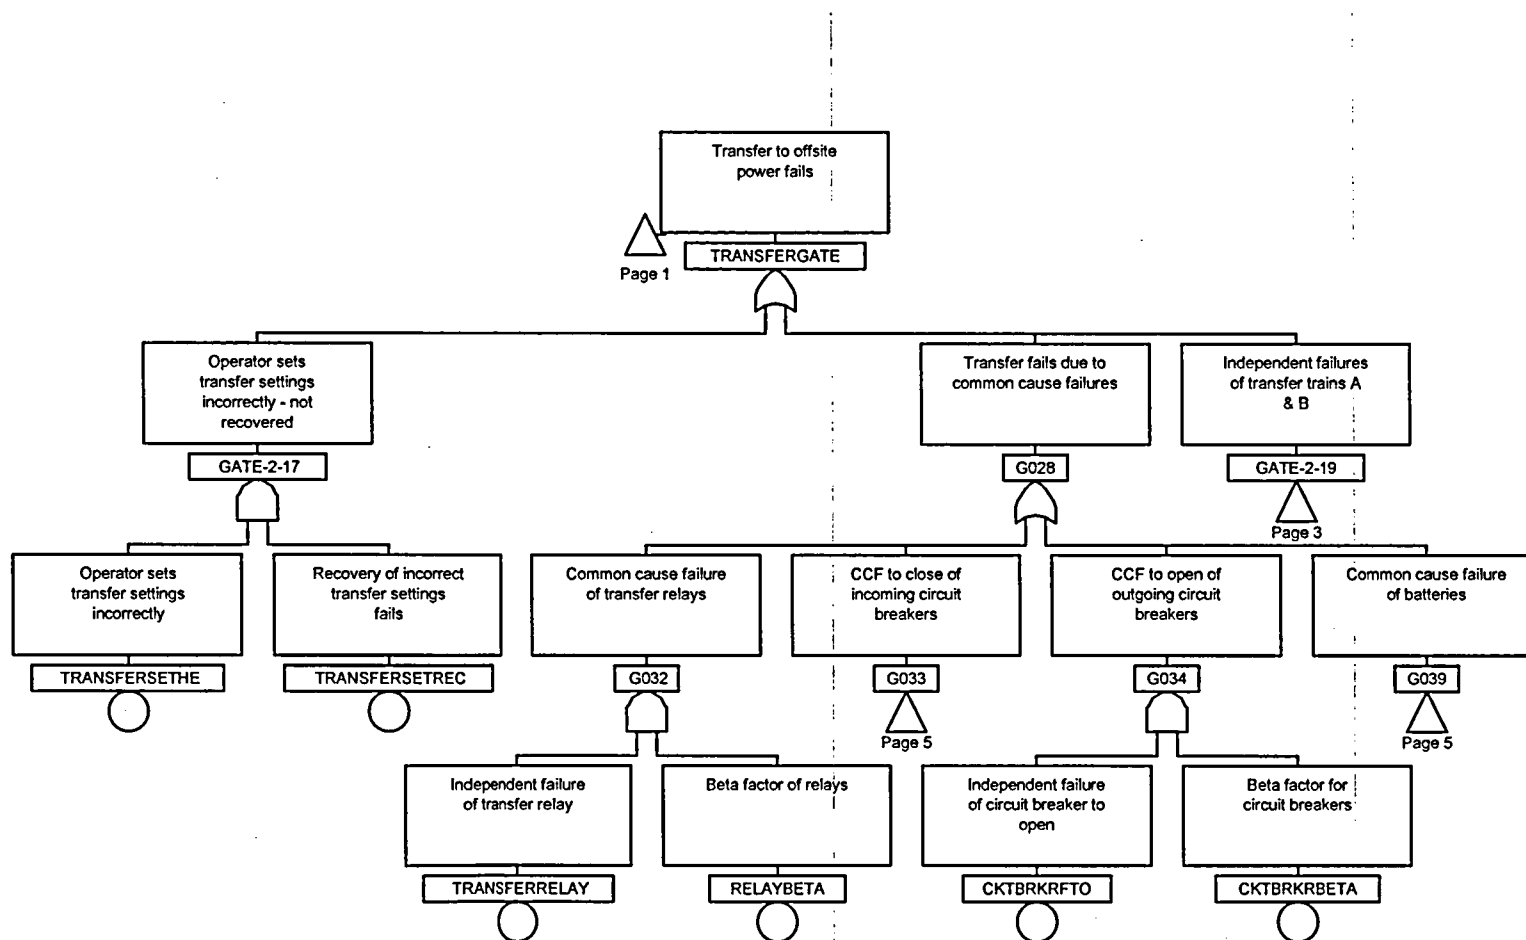 Transfer to offsite
power fails
Page 1
TRANSFERGATE
Operator sets
transfer settings
incorrectly - not
recovered
GATE-2-17
Transfer fails due to
common cause failures
G028
Independent failures
of transfer trains A
& B
GATE-2-19
Page 3
Operator sets
transfer settings
incorrectly
TRANSFERSETHE
Recovery of incorrect
transfer settings
fails
TRANSFERSETREC
Common cause failure
of transfer relays
G032
CCF to close of
incoming circuit
breakers
G033
Page 5
CCF to open of
outgoing circuit
breakers
G034
Common cause failure
of batteries
G039
Page 5
Independent failure
of transfer relay
TRANSFERRELAY
Beta factor of relays
RELAYBETA
Independent failure
of circuit breaker to
open
CKTBRKRFTO
Beta factor for
circuit breakers
CKTBRKRBETA